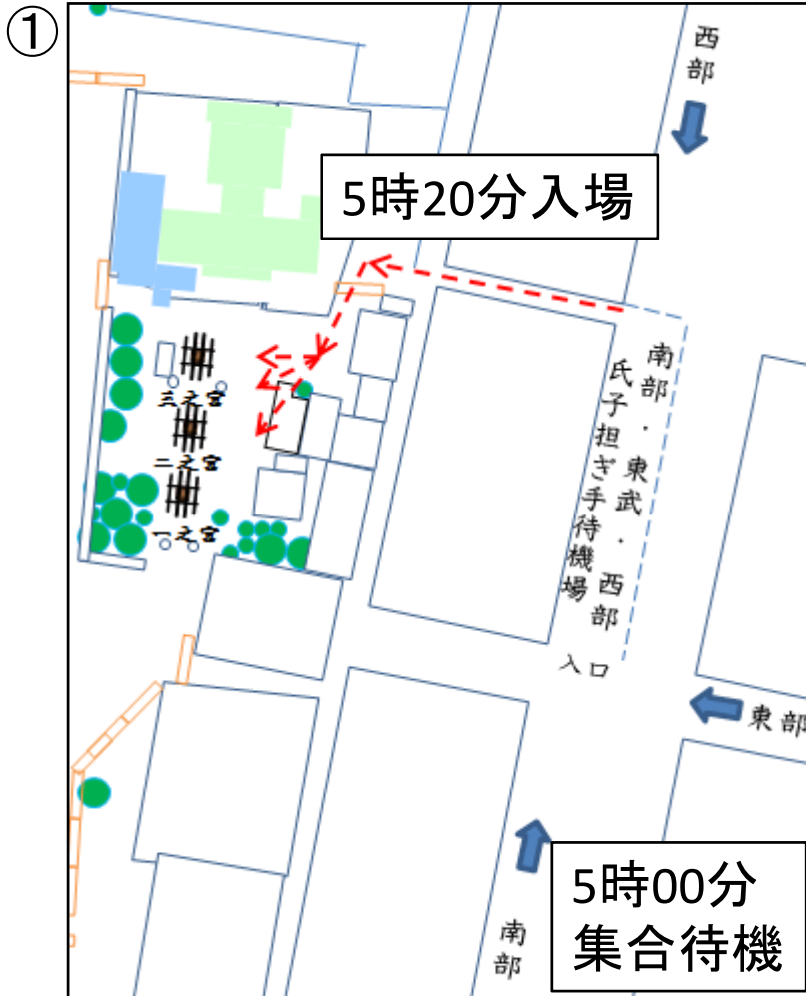 ①
西部
5時20分入場
三之宮
二之宮
一之宮
南部・東武・西部
氏子担ぎ手待機場
入口
東部
5時00分
集合待機
南部